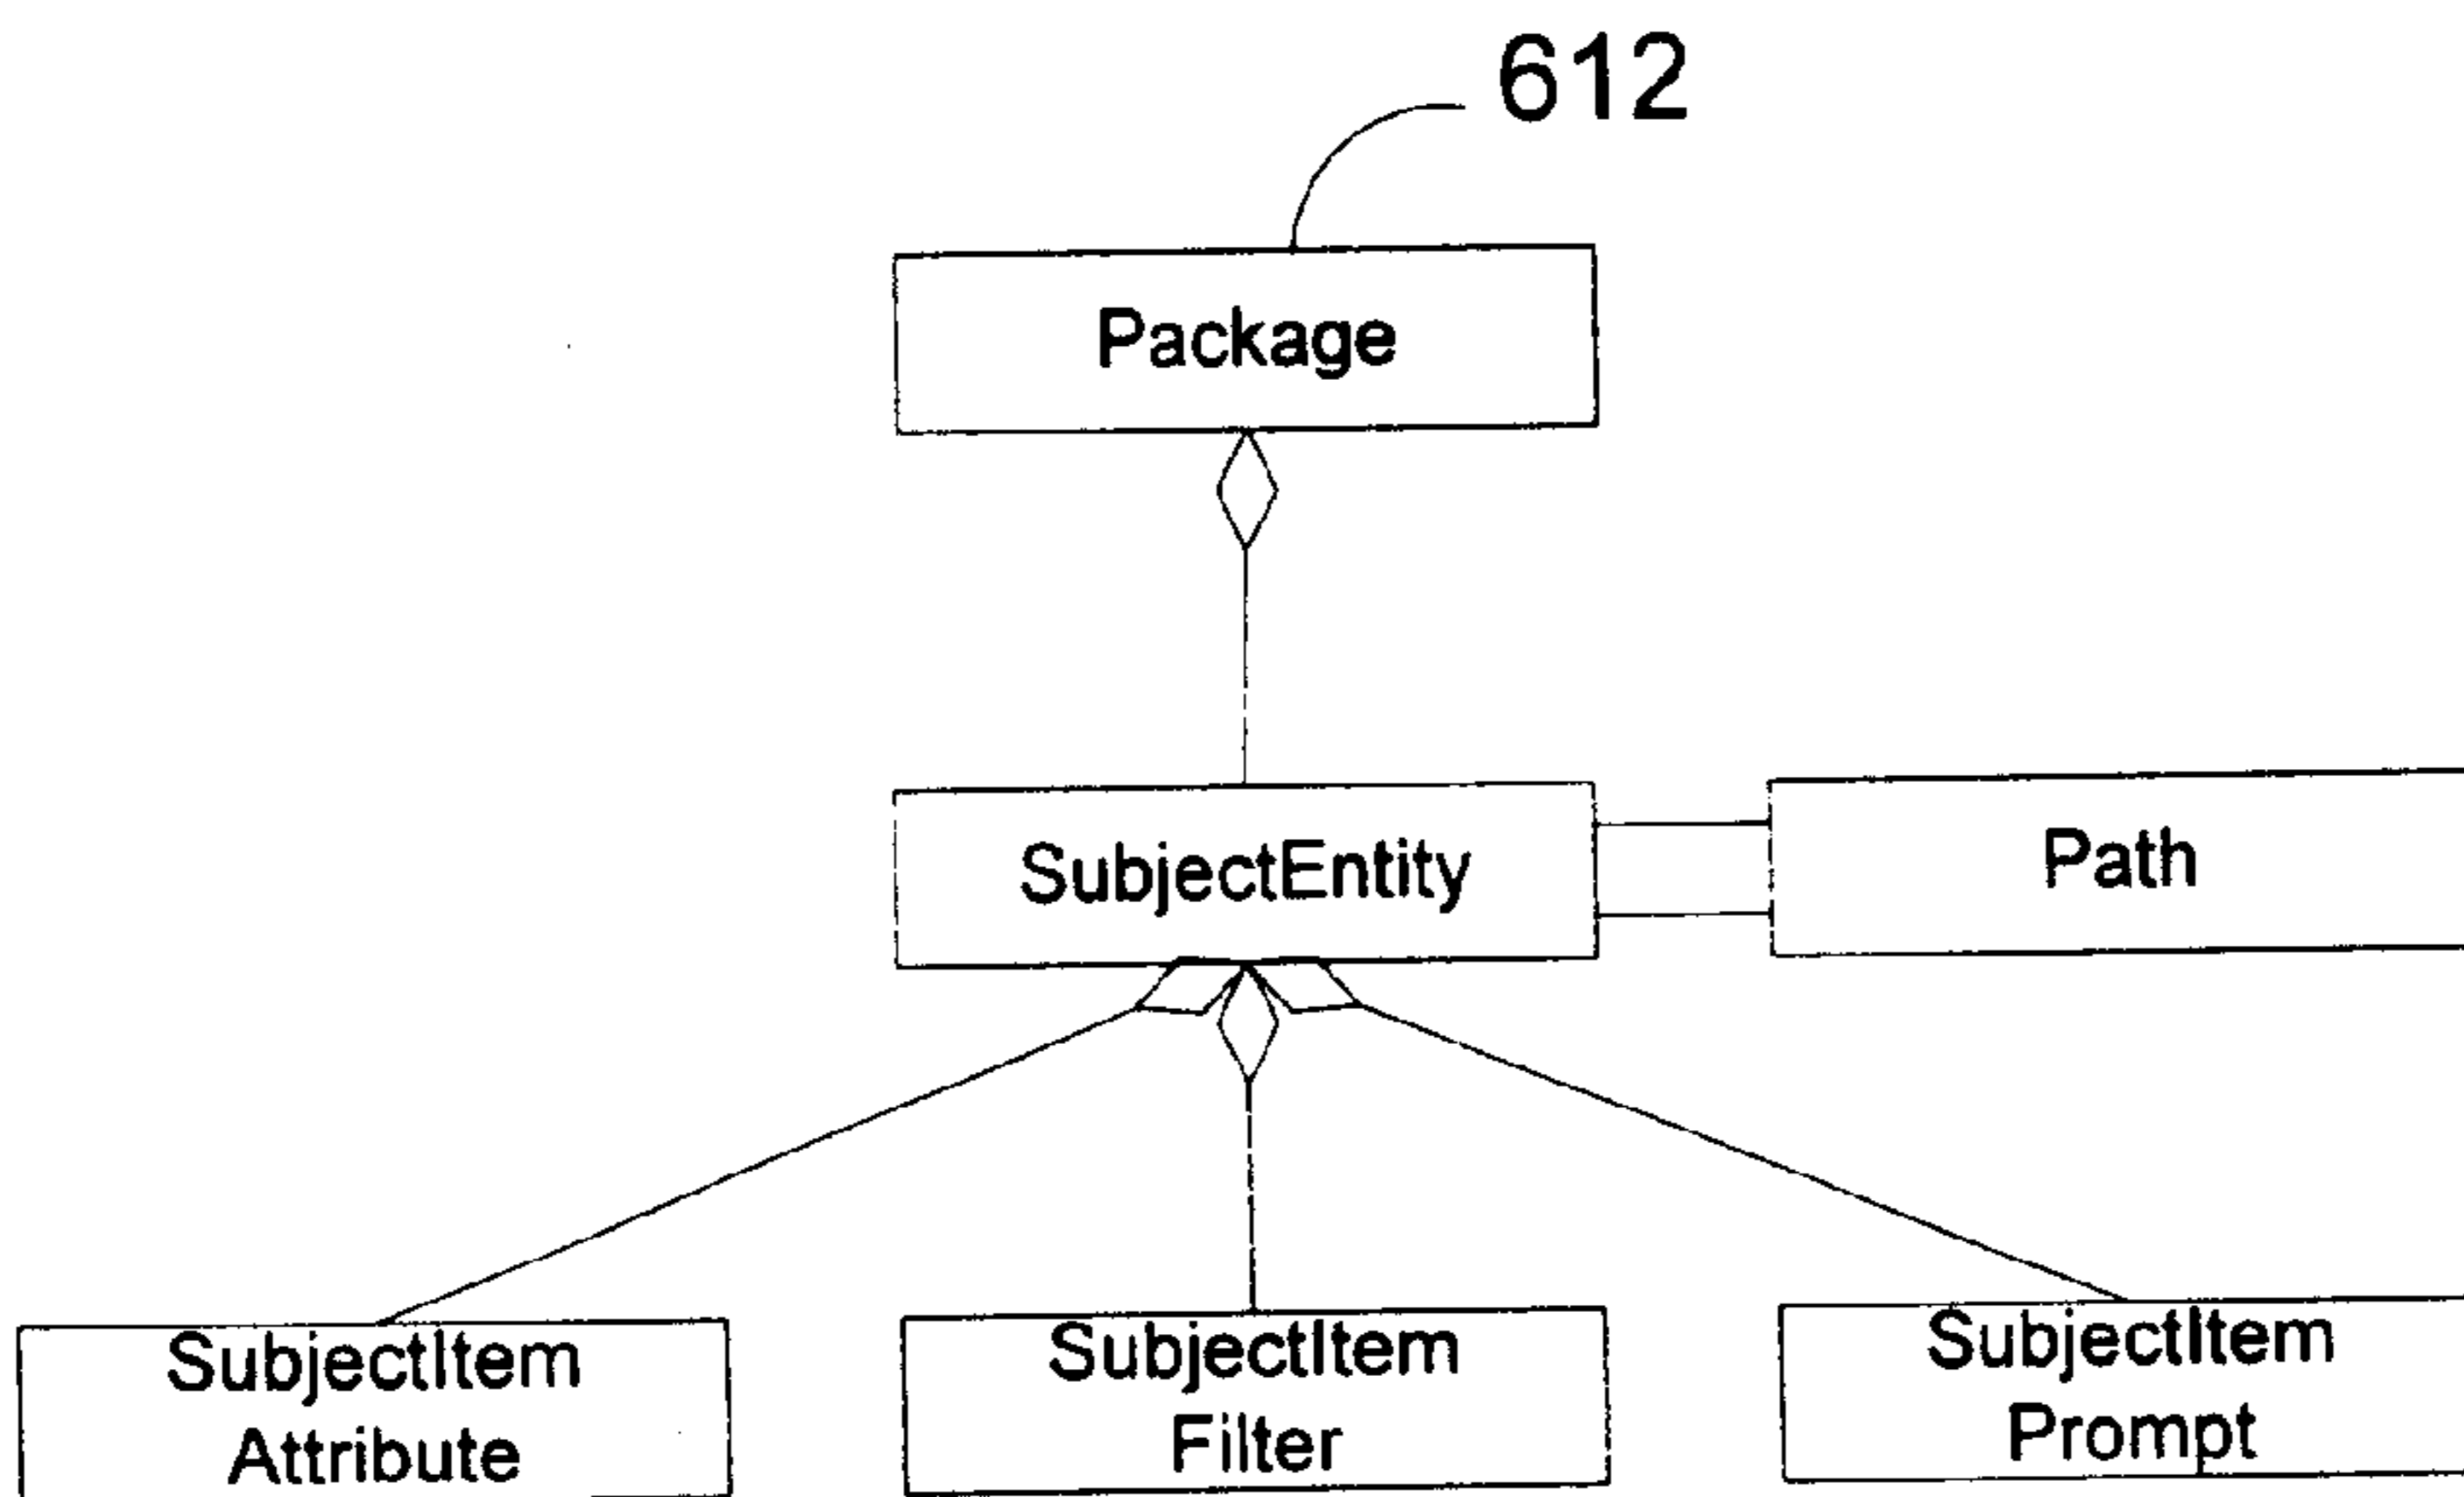 612
Package
SubjectEntity
Path
SubjectItem
Attribute
SubjectItem
Filter
SubjectItem
Prompt